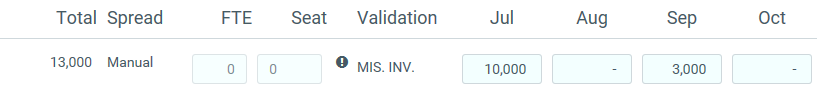 Total Spread FTE Seat Validation Jul Aug Sep Oct
13,000 Manual 0 0 MIS. INV. 10,000 - 3,000 -